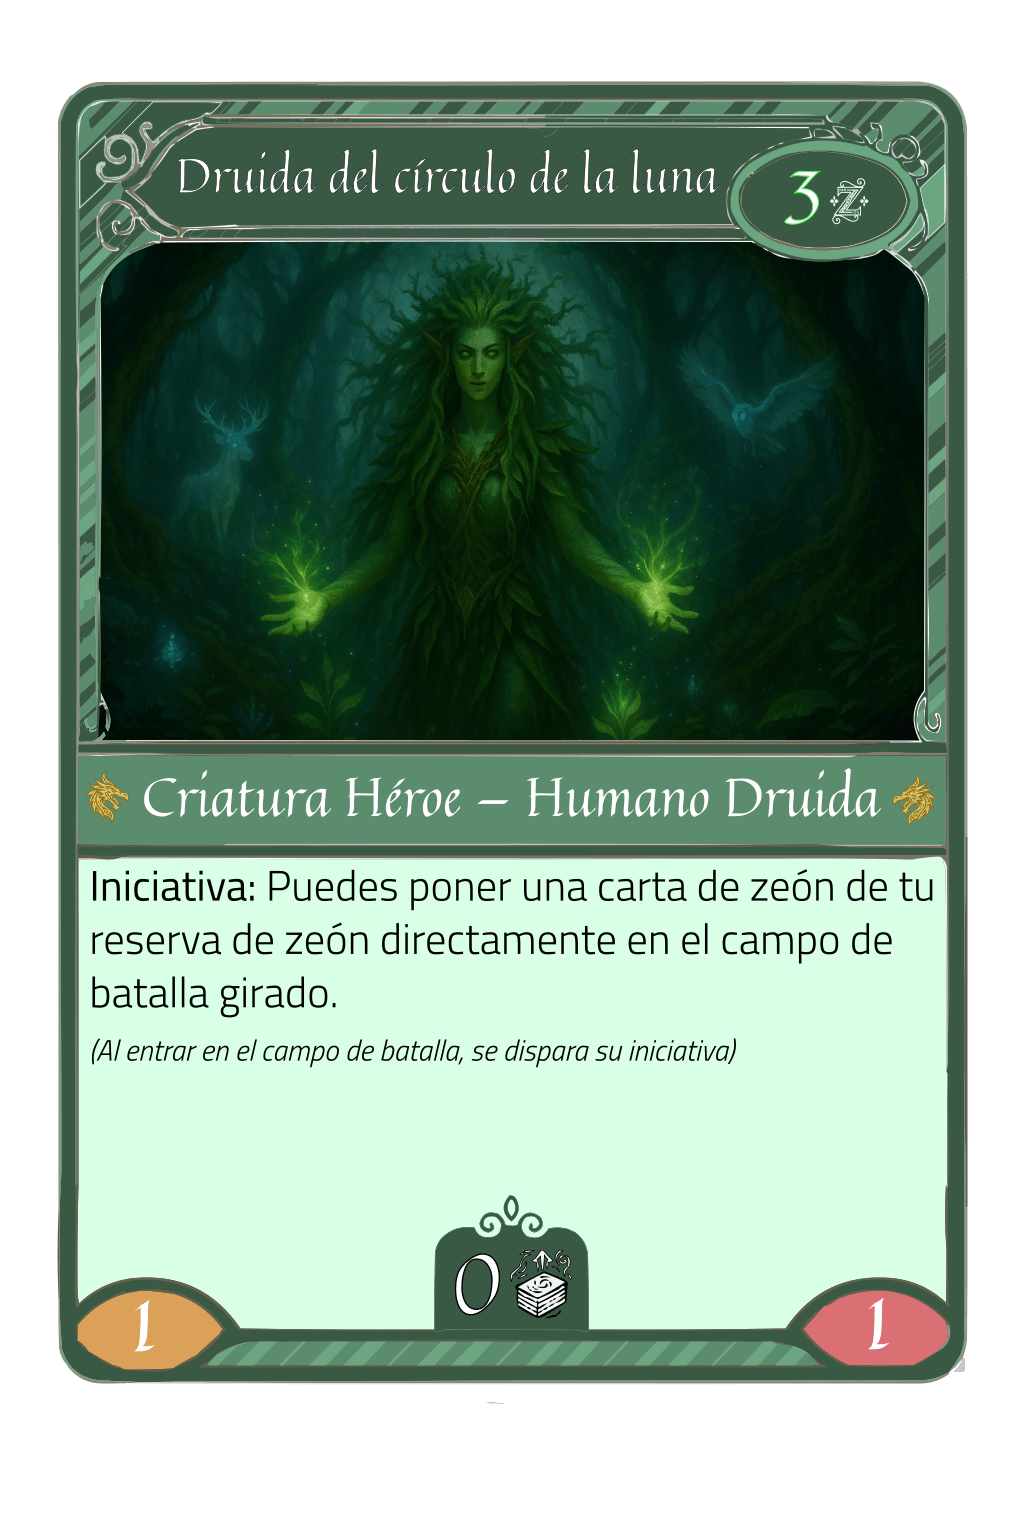 Druida del círculo de la luna
3 Z
Criatura Héroe – Humano Druida
Iniciativa: Puedes poner una carta de zeón de tu
reserva de zeón directamente en el campo de
batalla girado.
(Al entrar en el campo de batalla, se dispara su iniciativa)
0
1
1